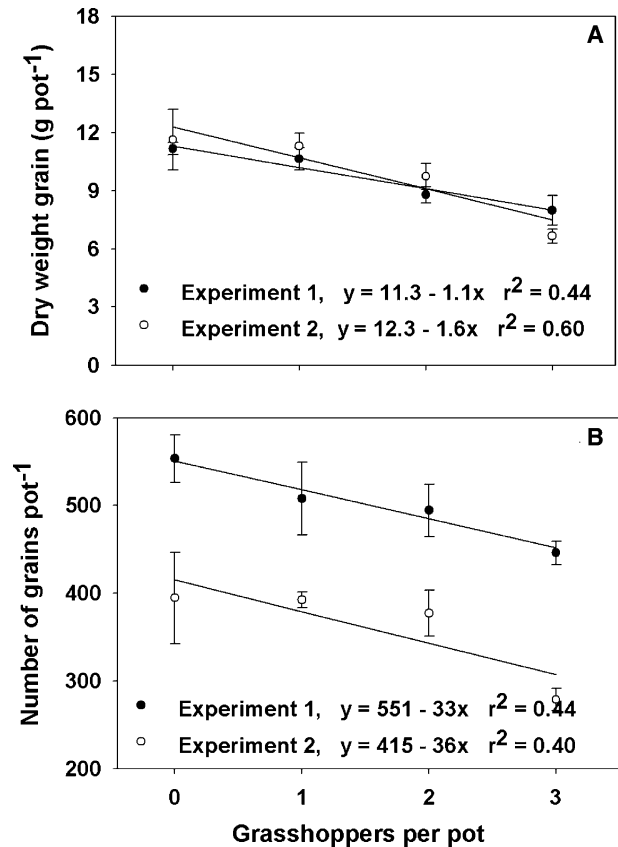 A
18
15
12
9
6
3
0
Dry weight grain (g pot-1)
Experiment 1, y = 11.3 - 1.1x r2 = 0.44
Experiment 2, y = 12.3 - 1.6x r2 = 0.60
B
600
500
400
300
200
Number of grains pot-1
Experiment 1, y = 551 - 33x r2 = 0.44
Experiment 2, y = 415 - 36x r2 = 0.40
0 1 2 3
Grasshoppers per pot